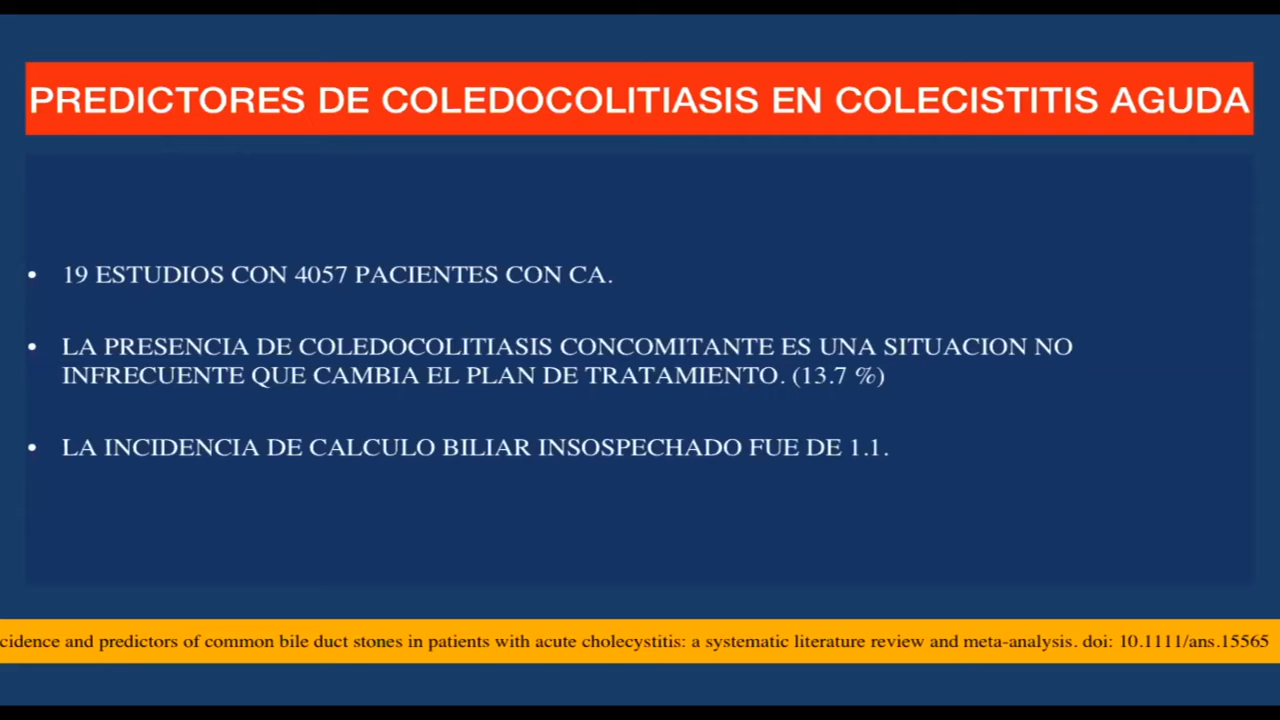 PREDICTORES DE COLEDOCOLITIASIS EN COLECISTITIS AGUDA
• 19 ESTUDIOS CON 4057 PACIENTES CON CA.
• LA PRESENCIA DE COLEDOCOLITIASIS CONCOMITANTE ES UNA SITUACION NO
INFRECUENTE QUE CAMBIA EL PLAN DE TRATAMIENTO. (13.7 %)
• LA INCIDENCIA DE CALCULO BILIAR INSOSPECHADO FUE DE 1.1.
cidence and predictors of common bile duct stones in patients with acute cholecystitis: a systematic literature review and meta-analysis. doi: 10.1111/ans.15565